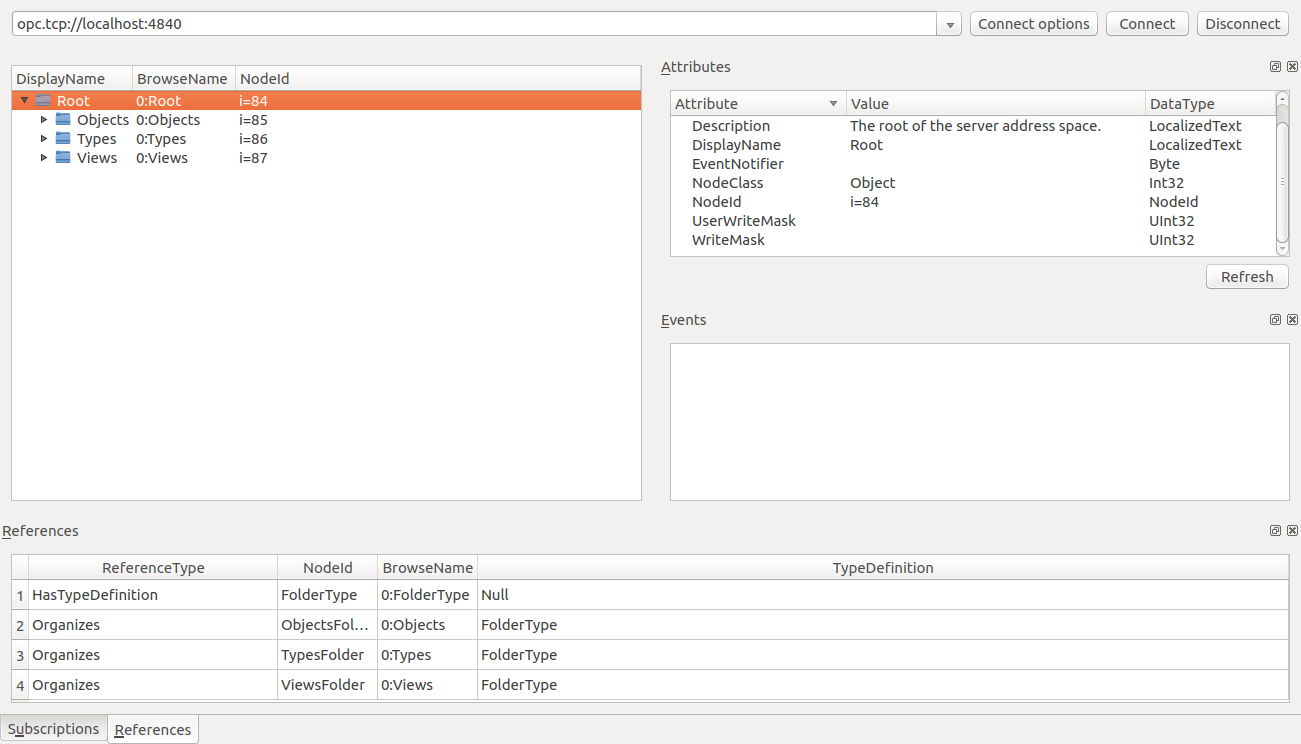 opc.tcp://localhost:4840 Connect options Connect Disconnect
DisplayName BrowseName NodeId
Root 0:Root i=84
Objects 0:Objects i=85
Types 0:Types i=86
Views 0:Views i=87
Attributes
Attribute Value DataType
Description The root of the server address space. LocalizedText
DisplayName Root LocalizedText
EventNotifier Byte
NodeClass Object Int32
NodeId i=84 NodeId
UserWriteMask UInt32
WriteMask UInt32
Refresh
Events
References
ReferenceType NodeId BrowseName TypeDefinition
1 HasTypeDefinition FolderType 0:FolderType Null
2 Organizes ObjectsFol... 0:Objects FolderType
3 Organizes TypesFolder 0:Types FolderType
4 Organizes ViewsFolder 0:Views FolderType
Subscriptions References